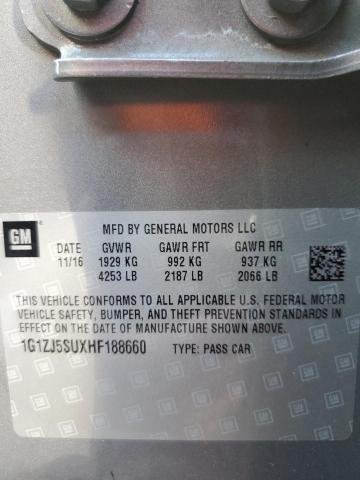 GM
MFD BY GENERAL MOTORS LLC
DATE GVWR GAWR FRT GAWR RR
11/16 1929 KG 992 KG 937 KG
4253 LB 2187 LB 2066 LB
THIS VEHICLE CONFORMS TO ALL APPLICABLE U.S. FEDERAL MOTOR
VEHICLE SAFETY, BUMPER, AND THEFT PREVENTION STANDARDS
IN EFFECT ON THE DATE OF MANUFACTURE SHOWN ABOVE.
1G1ZJ5SUXHF188660 TYPE: PASS CAR